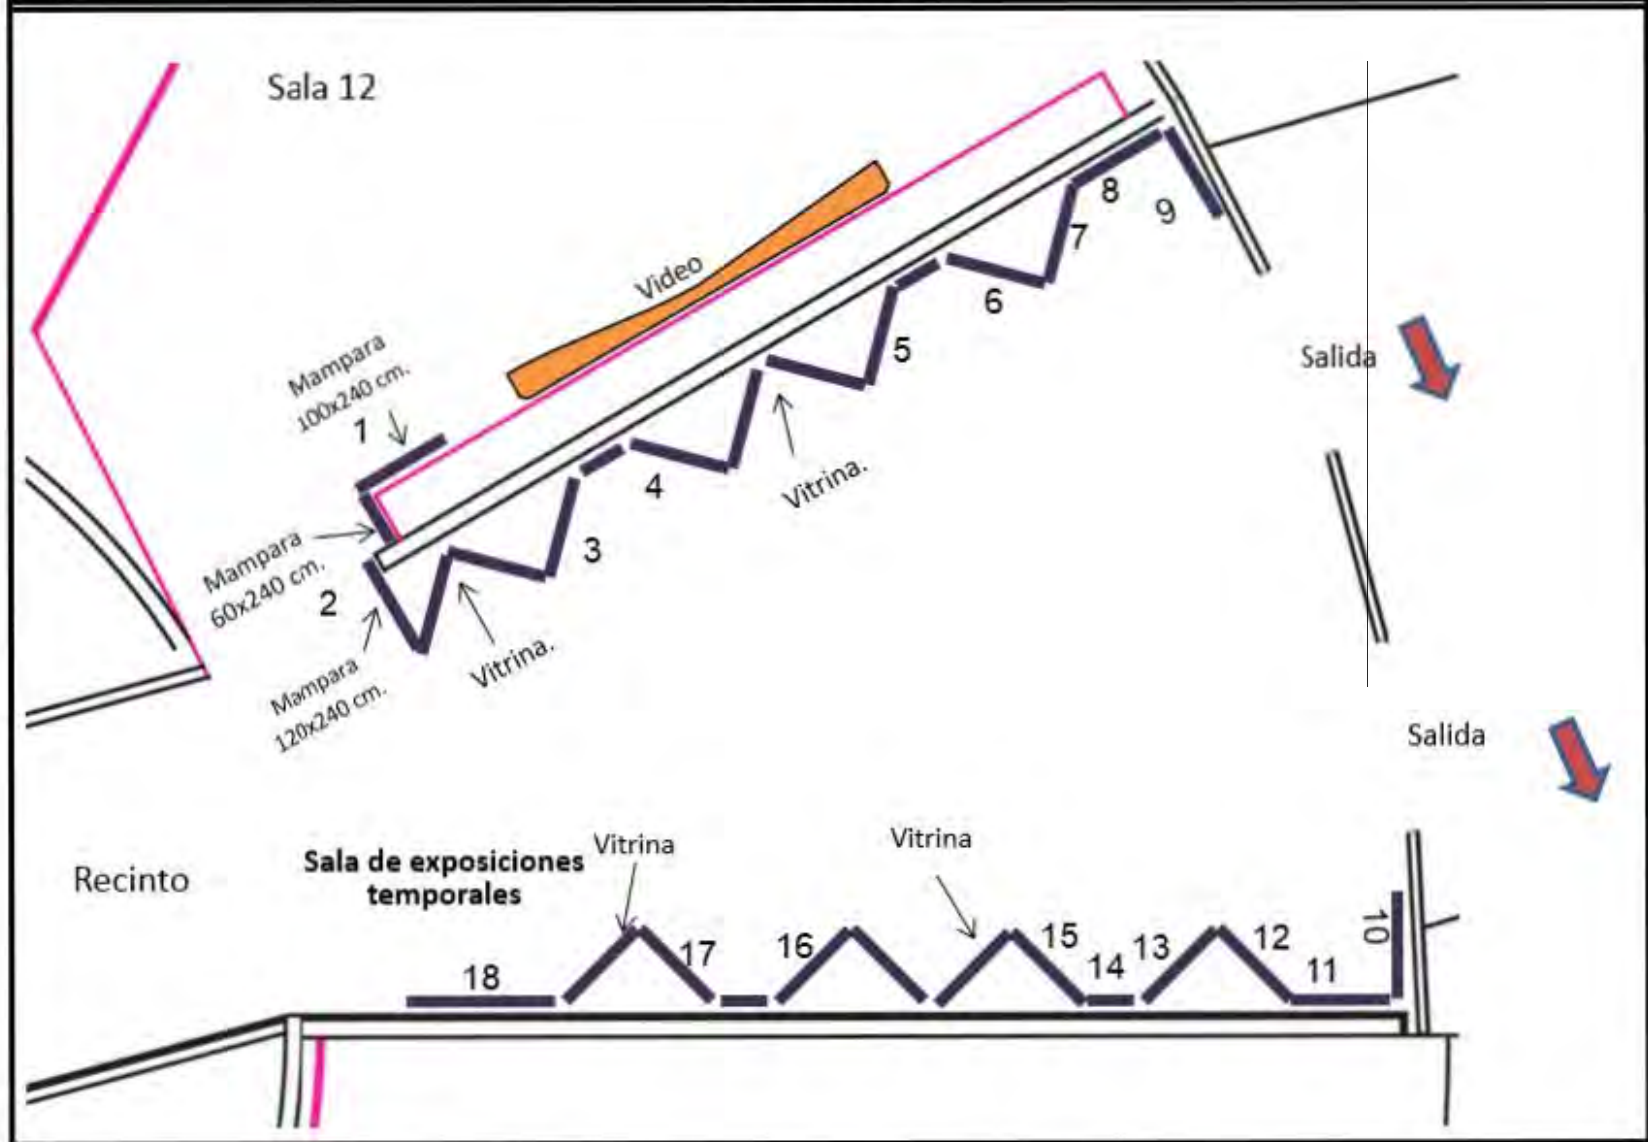 Sala 12
Video
Mampara
100x240 cm.
1
Mampara
60x240 cm.
2
Mampara
120x240 cm.
Vitrina.
3
4
Vitrina.
5
6
7
8
9
Salida
Salida
Recinto
Sala de exposiciones
temporales
Vitrina
Vitrina
18
17
16
15
14
13
12
11
10